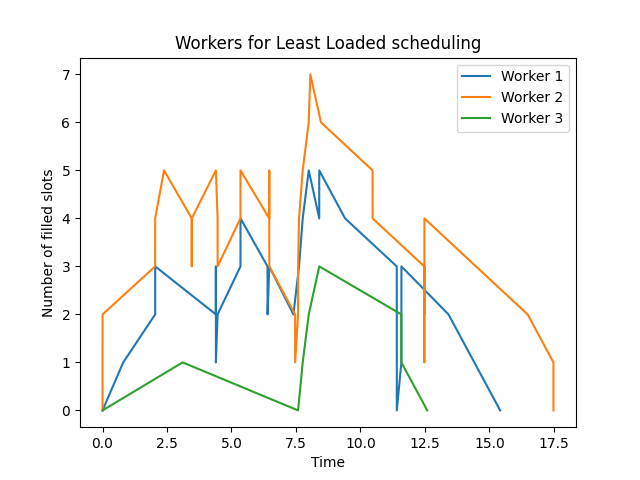 Workers for Least Loaded scheduling
Worker 1
Worker 2
Worker 3
Number of filled slots
7
6
5
4
3
2
1
0
0.0 2.5 5.0 7.5 10.0 12.5 15.0 17.5
Time